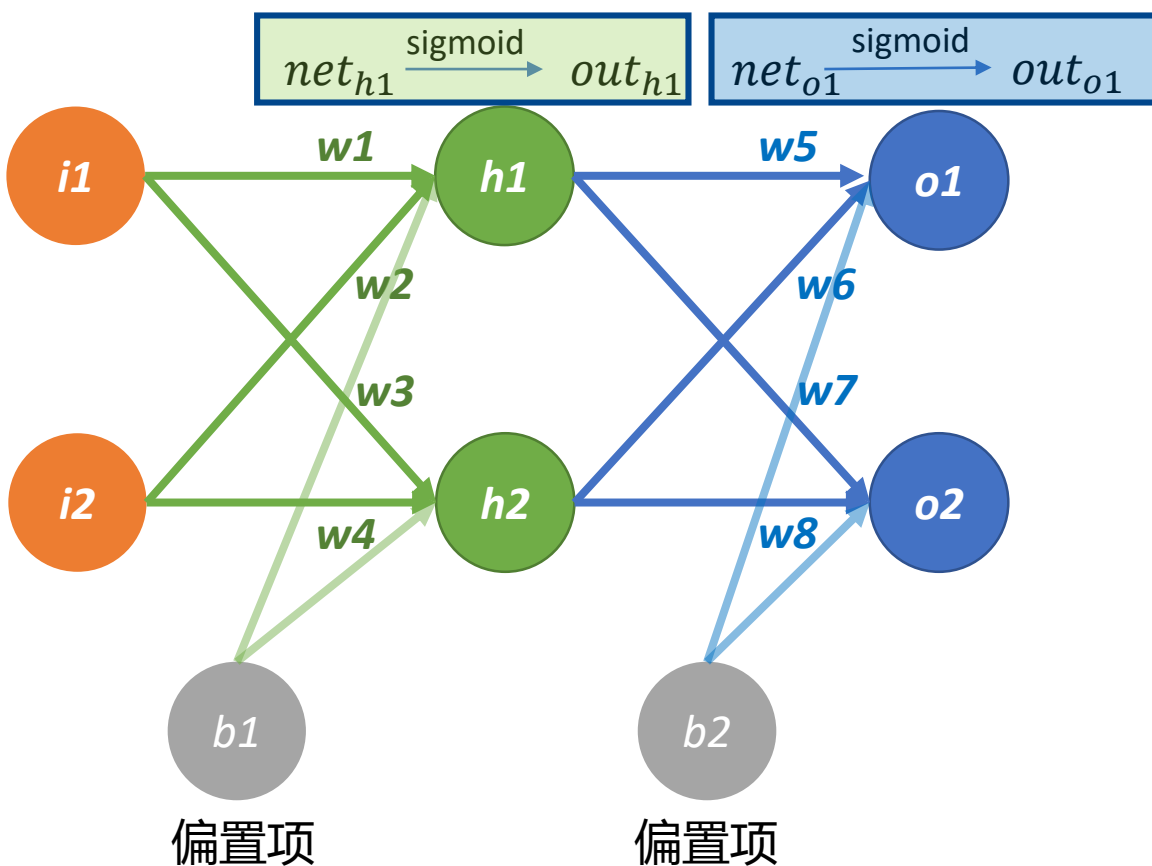 sigmoid
net_h1 → out_h1
sigmoid
net_o1 → out_o1
i1
w1
h1
w5
o1
w2
w6
w3
w7
i2
h2
o2
w4
w8
b1
b2
偏置项
偏置项